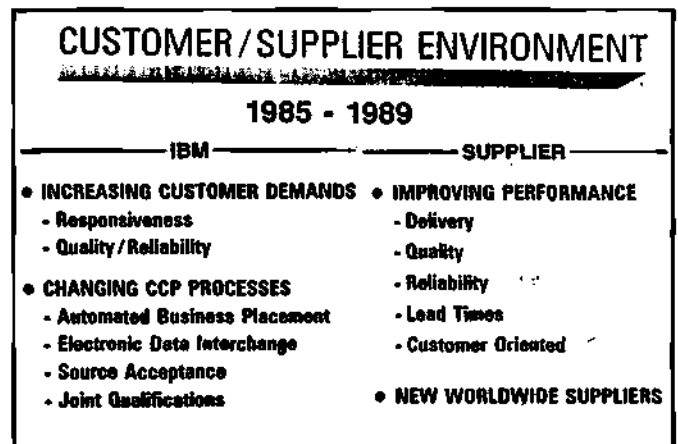 CUSTOMER/SUPPLIER ENVIRONMENT
1985 - 1989
IBM
● INCREASING CUSTOMER DEMANDS
- Responsiveness
- Quality/Reliability
● CHANGING CCP PROCESSES
- Automated Business Placement
- Electronic Data Interchange
- Source Acceptance
- Joint Qualifications
SUPPLIER
● IMPROVING PERFORMANCE
- Delivery
- Quality
- Reliability
- Lead Times
- Customer Oriented
● NEW WORLDWIDE SUPPLIERS